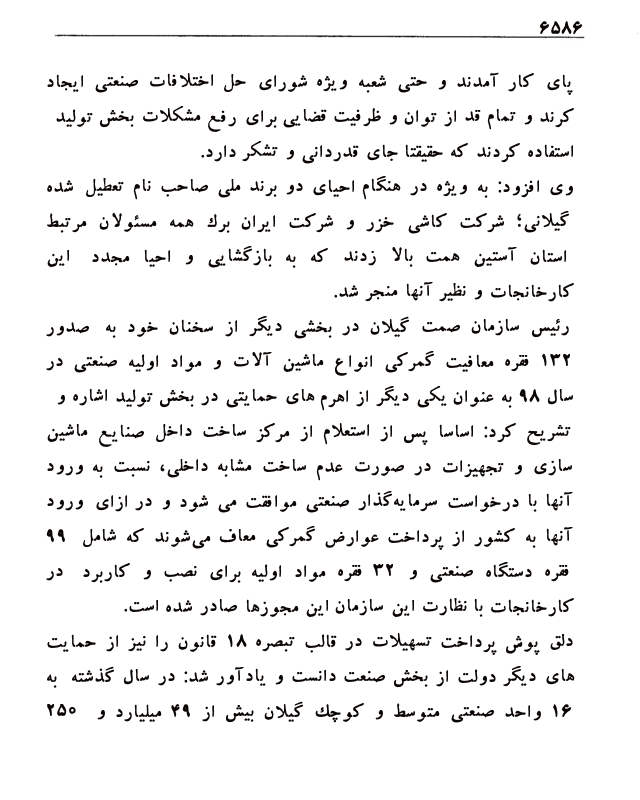 ۶۵۸۶
پای کار آمدند و حتی شعبه ویژه شورای حل اختلافات صنعتی ایجاد
کرند و تمام قد از توان و ظرفیت قضایی برای رفع مشکلات بخش تولید
استفاده کردند که حقیقتا جای قدردانی و تشکر دارد.
وی افزود: به ویژه در هنگام احیای دو برند ملی صاحب نام تعطیل شده
گیلانی؛ شرکت کاشی خزر و شرکت ایران برک همه مسئولان مرتبط
استان آستین همت بالا زدند که به بازگشایی و احیا مجدد این
کارخانجات و نظیر آنها منجر شد.
رئیس سازمان صمت گیلان در بخشی دیگر از سخنان خود به صدور
۱۳۲ فقره معافیت گمرکی انواع ماشین آلات و مواد اولیه صنعتی در
سال ۹۸ به عنوان یکی دیگر از اهرم های حمایتی در بخش تولید اشاره و
تشریح کرد: اساسا پس از استعلام از مرکز ساخت داخل صنایع ماشین
سازی و تجهیزات در صورت عدم ساخت مشابه داخلی، نسبت به ورود
آنها با درخواست سرمایه‌گذار صنعتی موافقت می شود و در ازای ورود
آنها به کشور از پرداخت عوارض گمرکی معاف می‌شوند که شامل ۹۹
فقره دستگاه صنعتی و ۳۲ فقره مواد اولیه برای نصب و کاربرد در
کارخانجات با نظارت این سازمان این مجوزها صادر شده است.
دلق پوش پرداخت تسهیلات در قالب تبصره ۱۸ قانون را نیز از حمایت
های دیگر دولت از بخش صنعت دانست و یادآور شد: در سال گذشته به
۱۶ واحد صنعتی متوسط و کوچک گیلان بیش از ۴۹ میلیارد و ۲۵۰